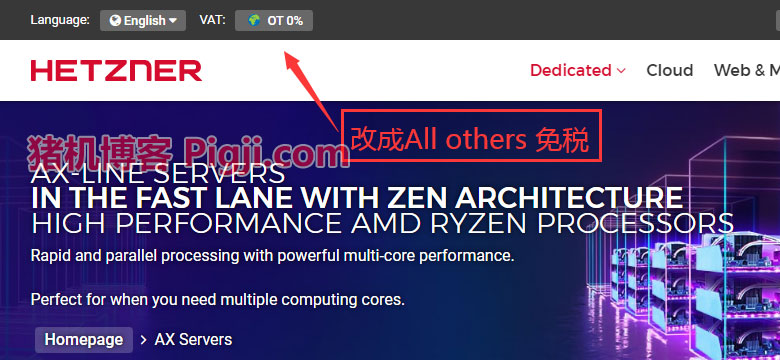 Language: English VAT: OT 0%
HETZNER
Dedicated Cloud Web & M
改成All others 免税
猪机博客 Pigji.com
AX-LINE SERVERS
IN THE FAST LANE WITH ZEN ARCHITECTURE
HIGH PERFORMANCE AMD RYZEN PROCESSORS
Rapid and parallel processing with powerful multi-core performance.
Perfect for when you need multiple computing cores.
Homepage > AX Servers